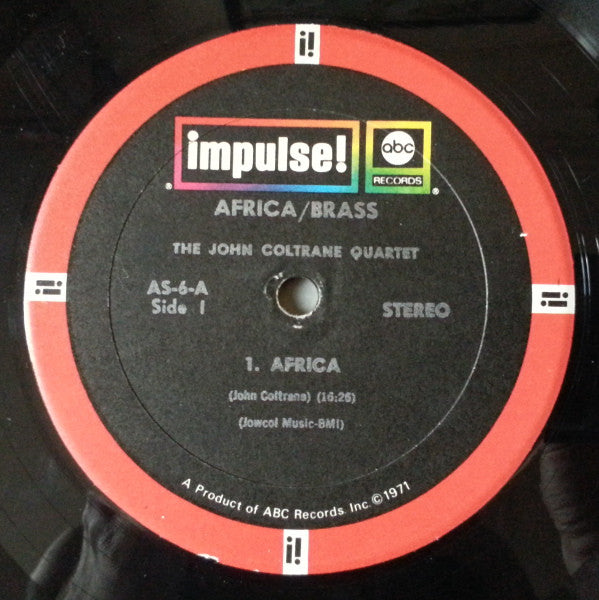 i!
impulse!
abc
RECORDS
®
®
AFRICA/BRASS
THE JOHN COLTRANE QUARTET
i!
i!
AS-6-A
Side 1
STEREO
1. AFRICA
(John Coltrane) (16:26)
(Jowcol Music-BMI)
A Product of ABC Records, Inc. © 1971
i!